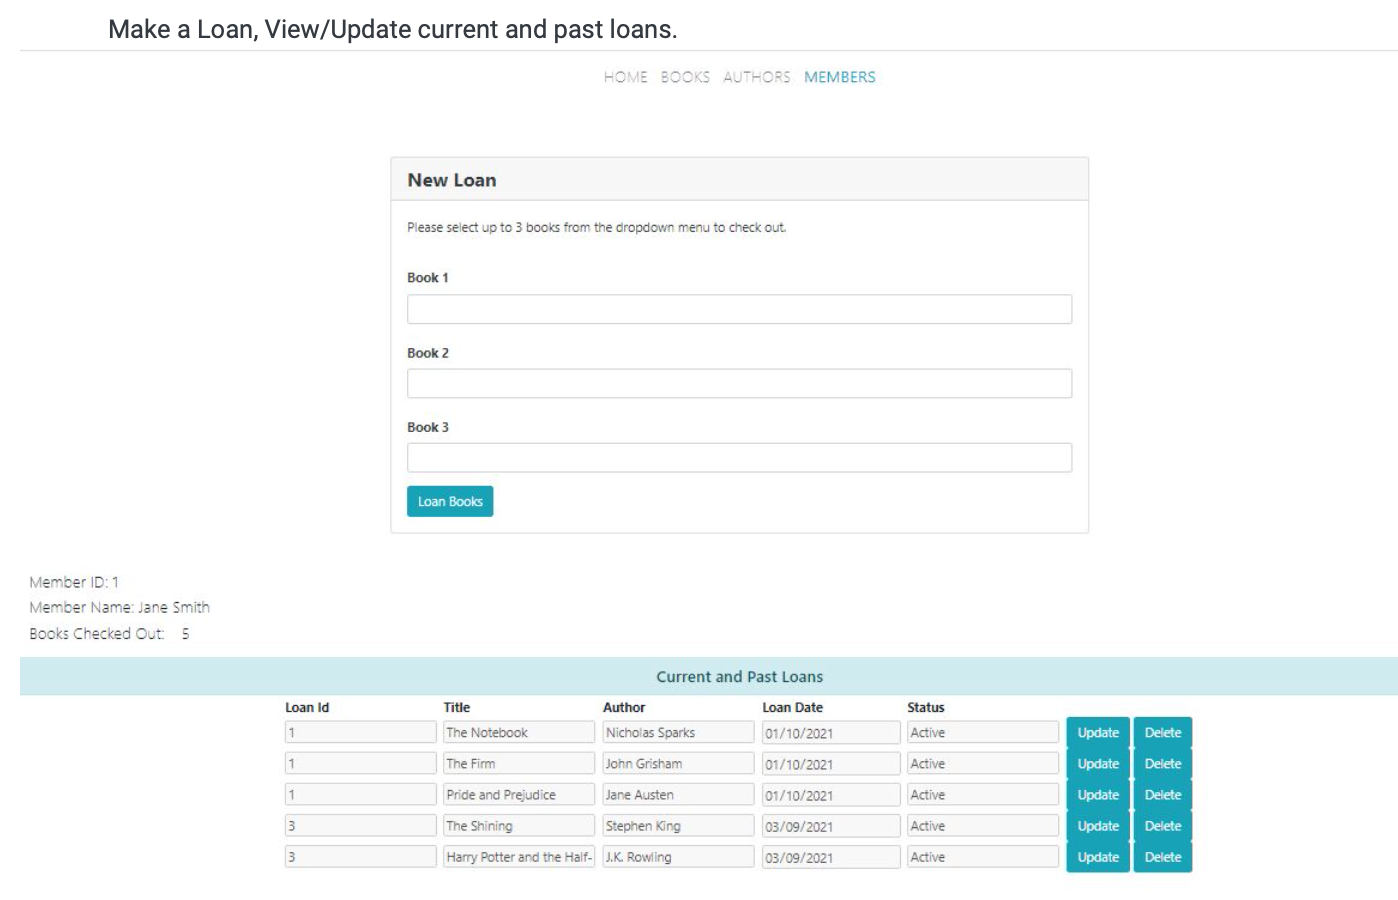 Make a Loan, View/Update current and past loans.
HOME BOOKS AUTHORS MEMBERS
New Loan
Please select up to 3 books from the dropdown menu to check out.
Book 1
Book 2
Book 3
Loan Books
Member ID: 1
Member Name: Jane Smith
Books Checked Out: 5
Current and Past Loans
Loan Id Title Author Loan Date Status
1 The Notebook Nicholas Sparks 01/10/2021 Active Update Delete
1 The Firm John Grisham 01/10/2021 Active Update Delete
1 Pride and Prejudice Jane Austen 01/10/2021 Active Update Delete
3 The Shining Stephen King 03/09/2021 Active Update Delete
3 Harry Potter and the Half- J.K. Rowling 03/09/2021 Active Update Delete